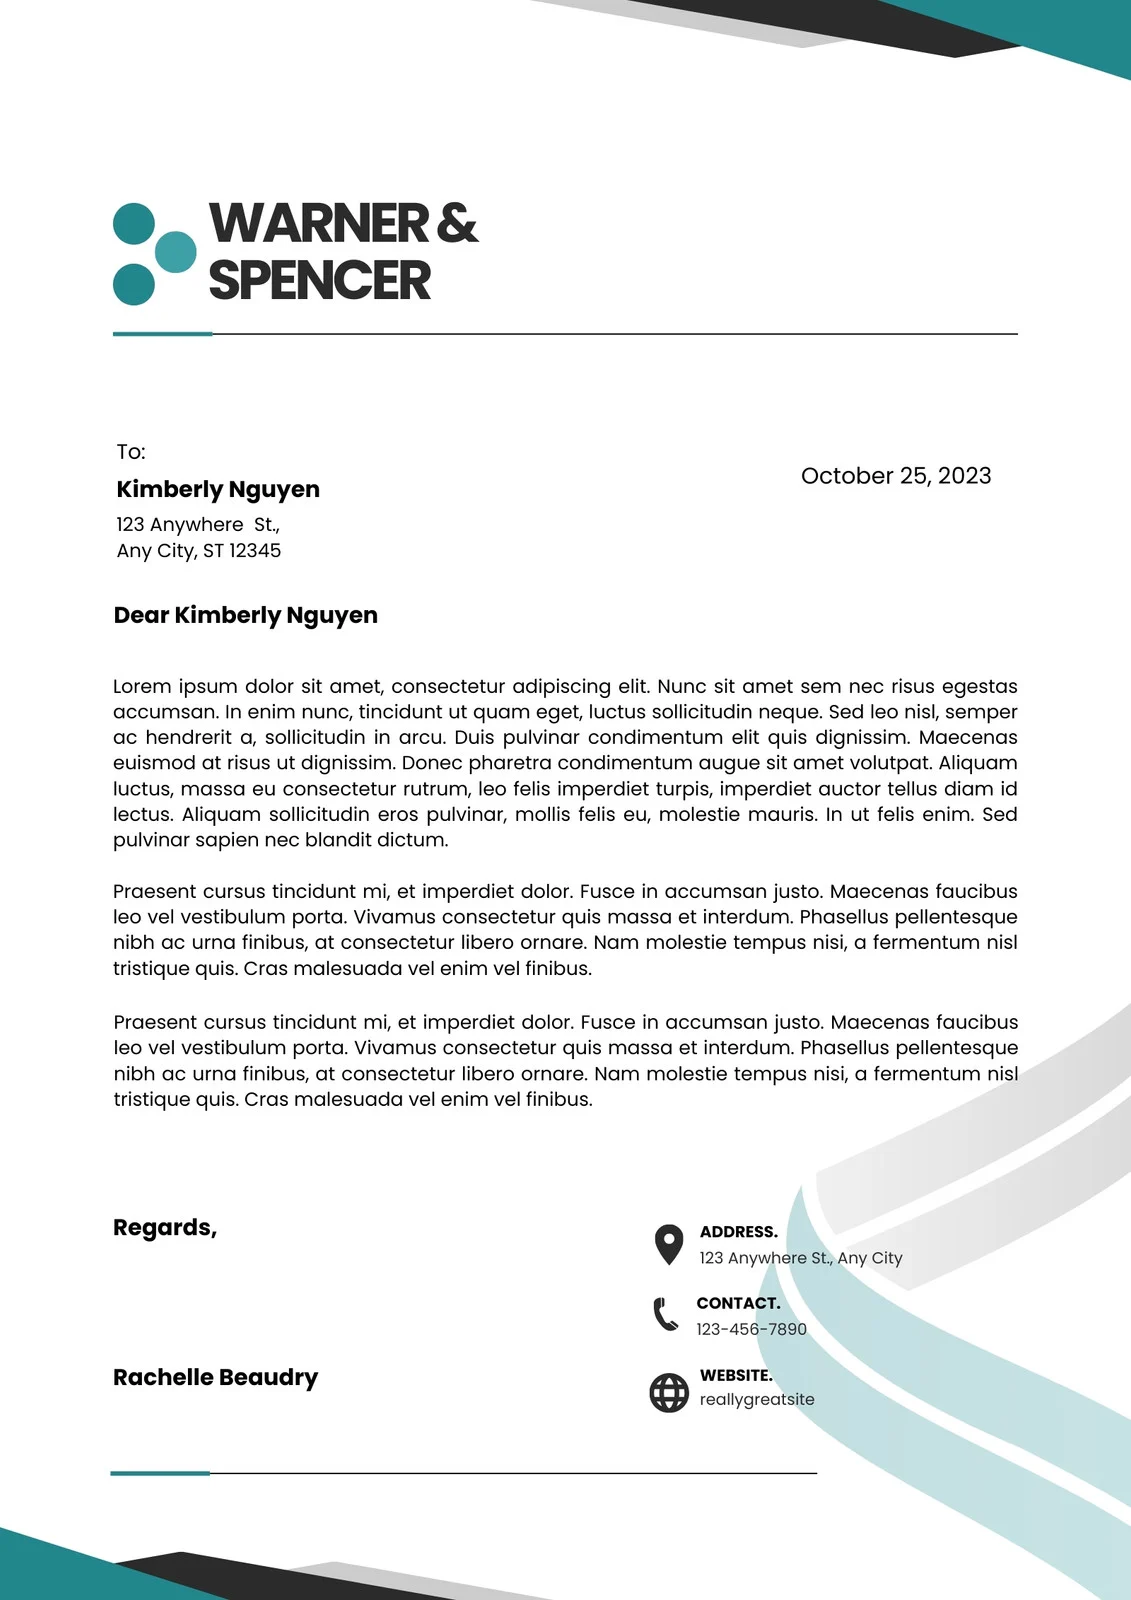 WARNER &
SPENCER
To:
Kimberly Nguyen
123 Anywhere  St.,
Any City, ST 12345
October 25, 2023
Dear Kimberly Nguyen
Lorem ipsum dolor sit amet, consectetur adipiscing elit. Nunc sit amet sem nec risus egestas
accumsan. In enim nunc, tincidunt ut quam eget, luctus sollicitudin neque. Sed leo nisl, semper
ac hendrerit a, sollicitudin in arcu. Duis pulvinar condimentum elit quis dignissim. Maecenas
euismod at risus ut dignissim. Donec pharetra condimentum augue sit amet volutpat. Aliquam
luctus, massa eu consectetur rutrum, leo felis imperdiet turpis, imperdiet auctor tellus diam id
lectus. Aliquam sollicitudin eros pulvinar, mollis felis eu, molestie mauris. In ut felis enim. Sed
pulvinar sapien nec blandit dictum.
Praesent cursus tincidunt mi, et imperdiet dolor. Fusce in accumsan justo. Maecenas faucibus
leo vel vestibulum porta. Vivamus consectetur quis massa et interdum. Phasellus pellentesque
nibh ac urna finibus, at consectetur libero ornare. Nam molestie tempus nisi, a fermentum nisl
tristique quis. Cras malesuada vel enim vel finibus.
Praesent cursus tincidunt mi, et imperdiet dolor. Fusce in accumsan justo. Maecenas faucibus
leo vel vestibulum porta. Vivamus consectetur quis massa et interdum. Phasellus pellentesque
nibh ac urna finibus, at consectetur libero ornare. Nam molestie tempus nisi, a fermentum nisl
tristique quis. Cras malesuada vel enim vel finibus.
Regards,
Rachelle Beaudry
ADDRESS.
123 Anywhere St., Any City
CONTACT.
123-456-7890
WEBSITE.
reallygreatsite